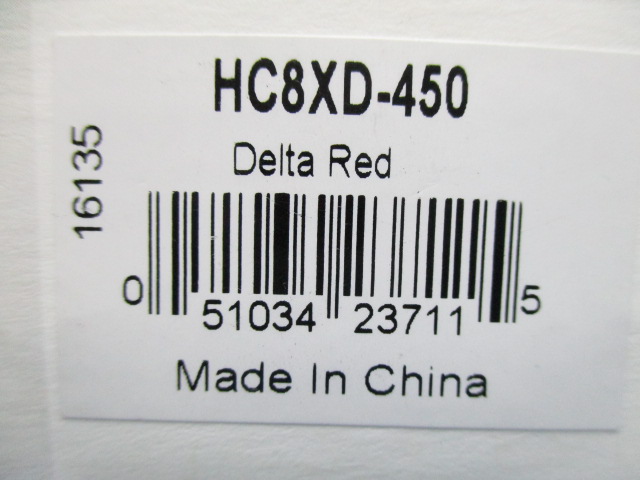 HC8XD-450
Delta Red
16135
0 51034 23711 5
Made In China